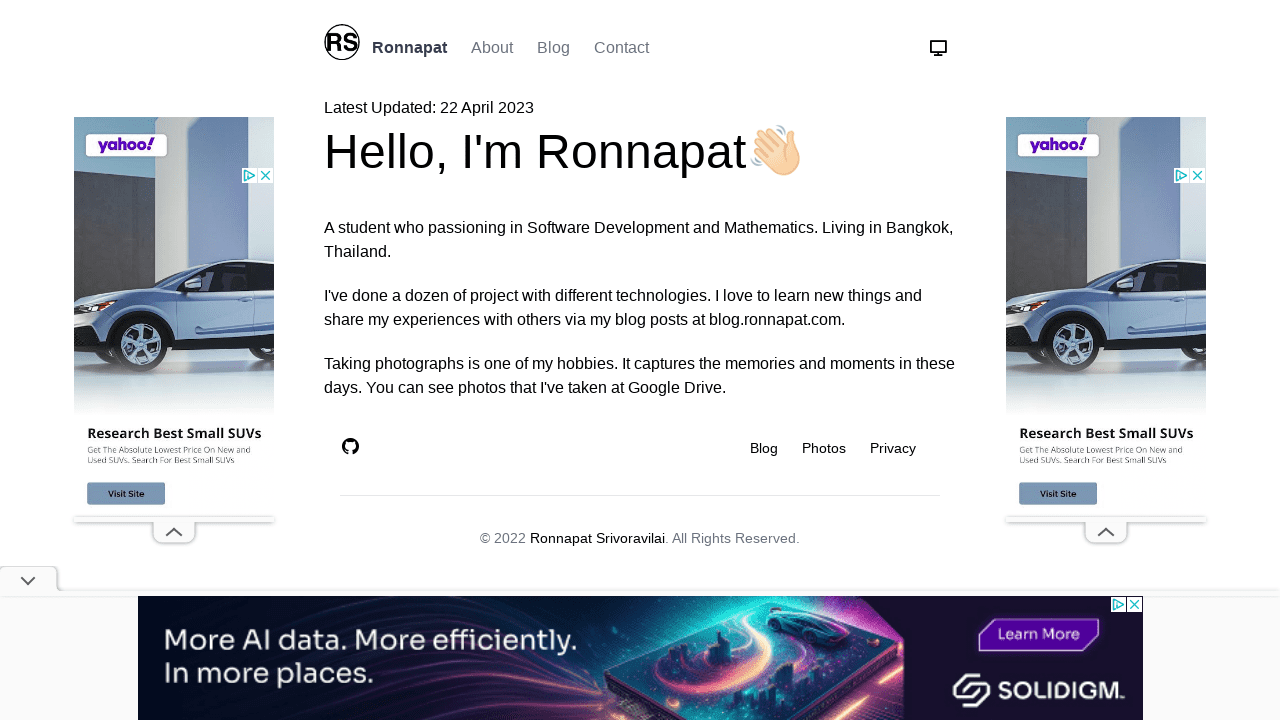 RS
Ronnapat About Blog Contact
Latest Updated: 22 April 2023
Hello, I'm Ronnapat👋🏻
A student who passioning in Software Development and Mathematics. Living in Bangkok,
Thailand.
I've done a dozen of project with different technologies. I love to learn new things and
share my experiences with others via my blog posts at blog.ronnapat.com.
Taking photographs is one of my hobbies. It captures the memories and moments in these
days. You can see photos that I've taken at Google Drive.
Blog Photos Privacy
© 2022 Ronnapat Srivoravilai. All Rights Reserved.
yahoo!
Research Best Small SUVs
Get The Absolute Lowest Price On New and
Used SUVs. Search For Best Small SUVs
Visit Site
yahoo!
Research Best Small SUVs
Get The Absolute Lowest Price On New and
Used SUVs. Search For Best Small SUVs
Visit Site
More AI data. More efficiently.
In more places.
Learn More
SOLIDIGM™